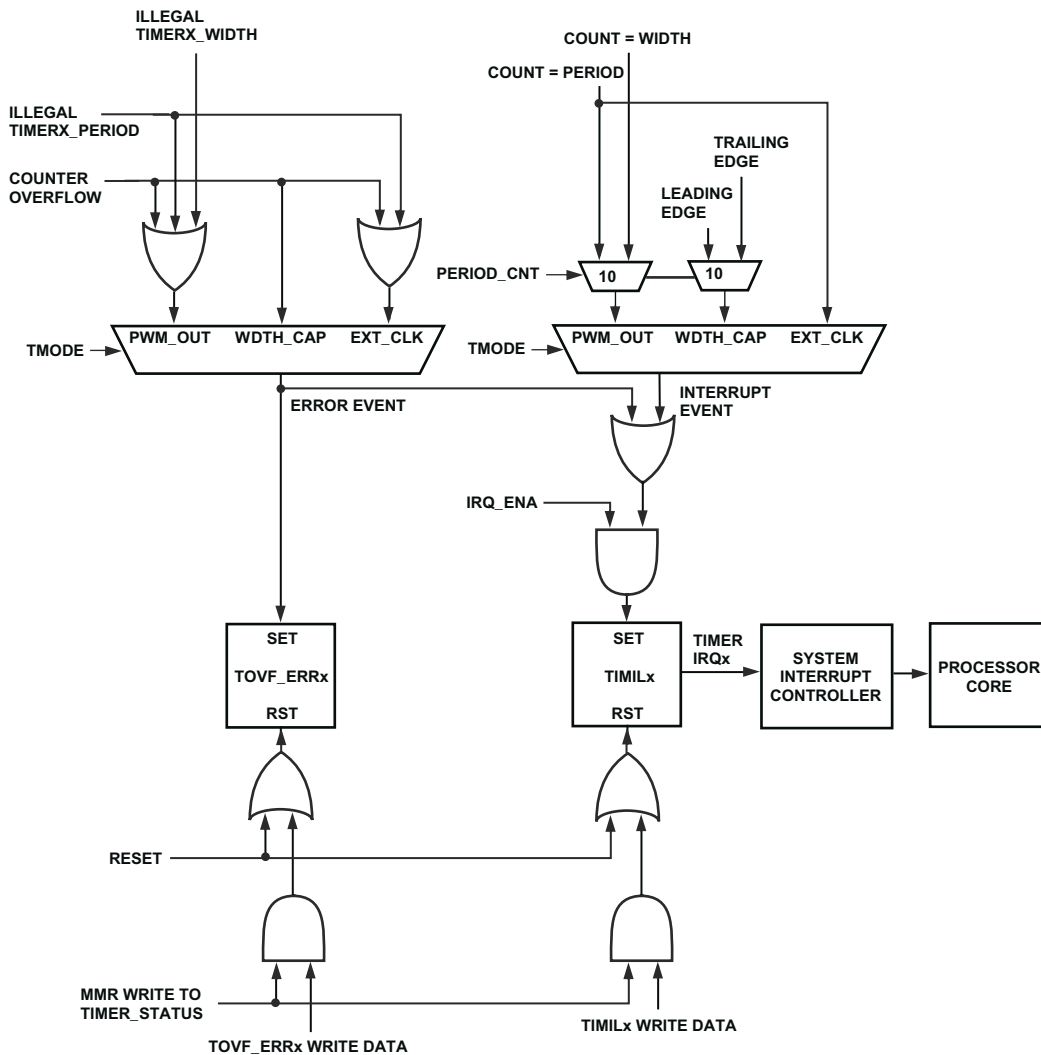 ILLEGAL
TIMERX_WIDTH
COUNT = WIDTH
COUNT = PERIOD
ILLEGAL
TIMERX_PERIOD
TRAILING
EDGE
COUNTER
OVERFLOW
LEADING
EDGE
PERIOD_CNT
10
10
TMODE
PWM_OUT WDTH_CAP EXT_CLK
TMODE
PWM_OUT WDTH_CAP EXT_CLK
ERROR EVENT
INTERRUPT
EVENT
IRQ_ENA
SET
TOVF_ERRx
RST
SET
TIMILx
RST
TIMER
IRQx
SYSTEM
INTERRUPT
CONTROLLER
PROCESSOR
CORE
RESET
MMR WRITE TO
TIMER_STATUS
TOVF_ERRx WRITE DATA
TIMILx WRITE DATA